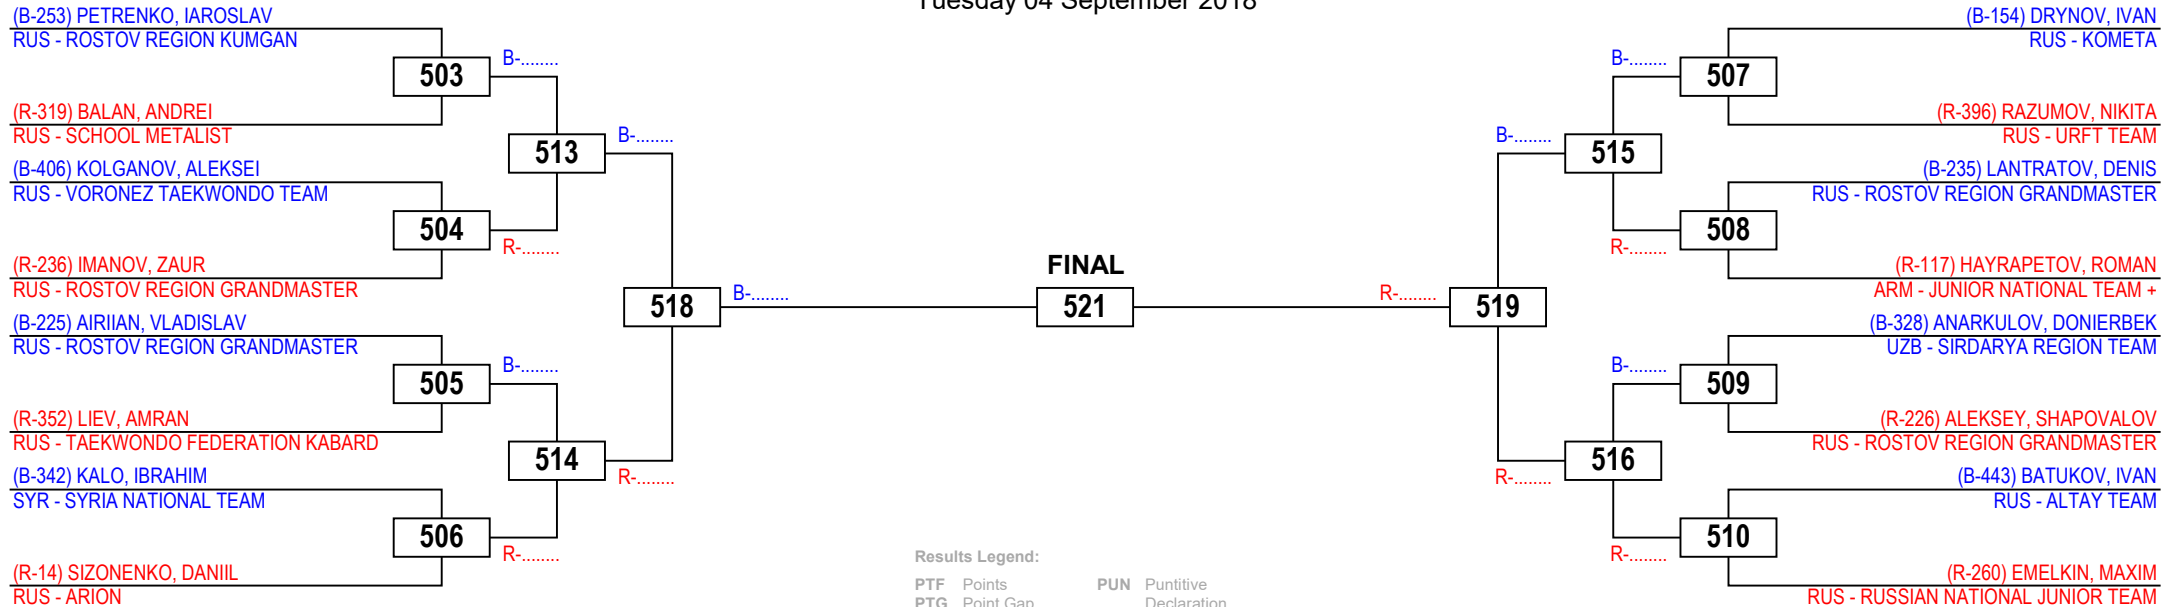 Tuesday 04 September 2018
(B-253) PETRENKO, IAROSLAV
RUS - ROSTOV REGION KUMGAN
503
B-........
(R-319) BALAN, ANDREI
RUS - SCHOOL METALIST
513
B-........
(B-406) KOLGANOV, ALEKSEI
RUS - VORONEZ TAEKWONDO TEAM
504
R-........
(R-236) IMANOV, ZAUR
RUS - ROSTOV REGION GRANDMASTER
518
B-........
(B-225) AIRIIAN, VLADISLAV
RUS - ROSTOV REGION GRANDMASTER
505
B-........
(R-352) LIEV, AMRAN
RUS - TAEKWONDO FEDERATION KABARD
514
R-........
(B-342) KALO, IBRAHIM
SYR - SYRIA NATIONAL TEAM
506
R-........
(R-14) SIZONENKO, DANIIL
RUS - ARION
FINAL
521
(B-154) DRYNOV, IVAN
RUS - KOMETA
B-........
507
(R-396) RAZUMOV, NIKITA
RUS - URFT TEAM
B-........
515
(B-235) LANTRATOV, DENIS
RUS - ROSTOV REGION GRANDMASTER
R-........
508
(R-117) HAYRAPETOV, ROMAN
ARM - JUNIOR NATIONAL TEAM +
R-........
519
(B-328) ANARKULOV, DONIERBEK
UZB - SIRDARYA REGION TEAM
B-........
509
(R-226) ALEKSEY, SHAPOVALOV
RUS - ROSTOV REGION GRANDMASTER
R-........
516
(B-443) BATUKOV, IVAN
RUS - ALTAY TEAM
R-........
510
(R-260) EMELKIN, MAXIM
RUS - RUSSIAN NATIONAL JUNIOR TEAM
Results Legend:
PTF Points PUN Puntitive
PTG Point Gap Declaration